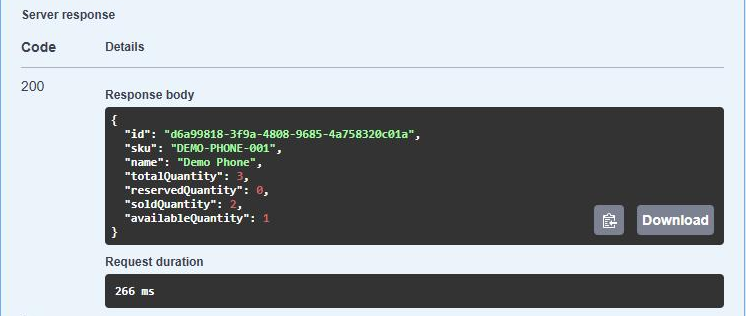 Server response
Code Details
200
Response body
{
  "id": "d6a99818-3f9a-4808-9685-4a758320c01a",
  "sku": "DEMO-PHONE-001",
  "name": "Demo Phone",
  "totalQuantity": 3,
  "reservedQuantity": 0,
  "soldQuantity": 2,
  "availableQuantity": 1
}
Download
Request duration
266 ms